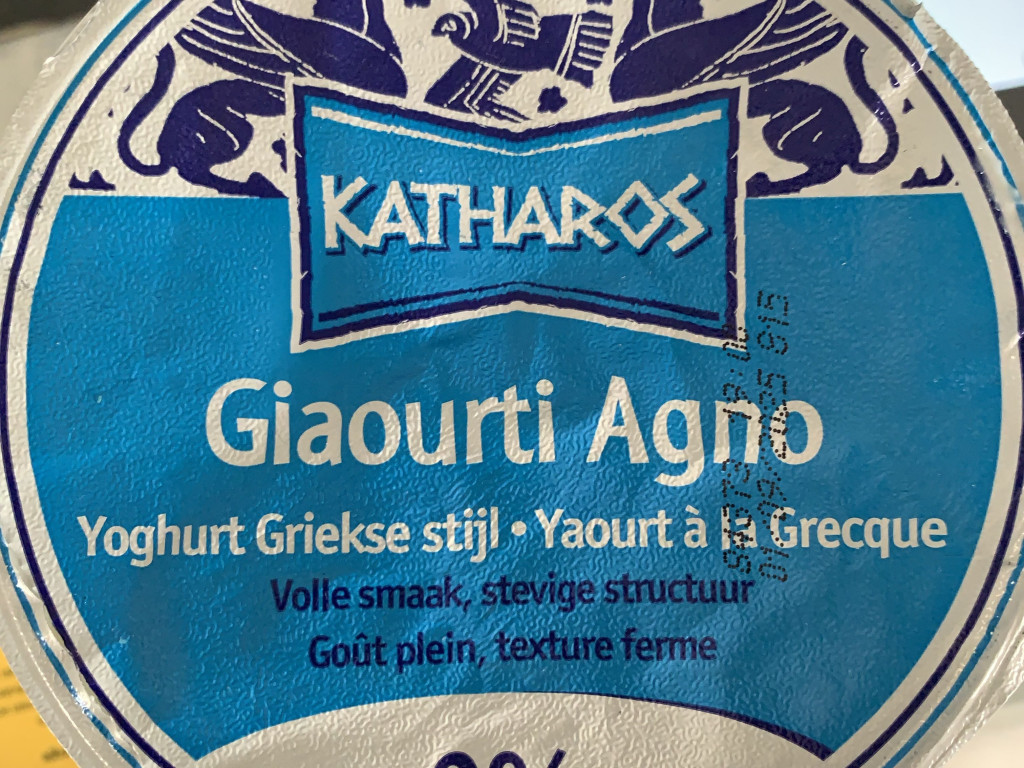 KATHAROS
Giaourti Agno
Yoghurt Griekse stijl • Yaourt à la Grecque
Volle smaak, stevige structuur
Goût plein, texture ferme